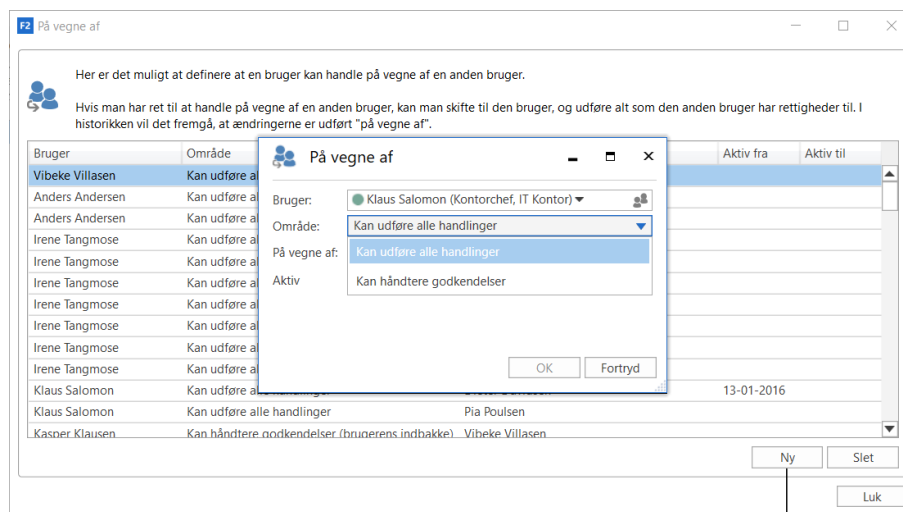 F2 På vegne af
Her er det muligt at definere at en bruger kan handle på vegne af en anden bruger.
Hvis man har ret til at handle på vegne af en anden bruger, kan man skifte til den bruger, og udføre alt som den anden bruger har rettigheder til. I
historikken vil det fremgå, at ændringerne er udført "på vegne af".
Bruger Område Aktiv fra Aktiv til
Vibeke Villasen Kan udføre al
Anders Andersen Kan udføre al
Anders Andersen Kan udføre al
Irene Tangmose Kan udføre al
Irene Tangmose Kan udføre al
Irene Tangmose Kan udføre al
Irene Tangmose Kan udføre al
Irene Tangmose Kan udføre al
Irene Tangmose Kan udføre al
Irene Tangmose Kan udføre al
Klaus Salomon Kan udføre al 13-01-2016
Klaus Salomon Kan udføre alle handlinger Pia Poulsen
Kasper Klausen Kan håndtere godkendelser (brugerens indbakke) Vibeke Villasen
På vegne af
Bruger: Klaus Salomon (Kontorchef, IT Kontor)
Område: Kan udføre alle handlinger
På vegne af: Kan udføre alle handlinger
Aktiv Kan håndtere godkendelser
OK Fortryd
Ny Slet
Luk